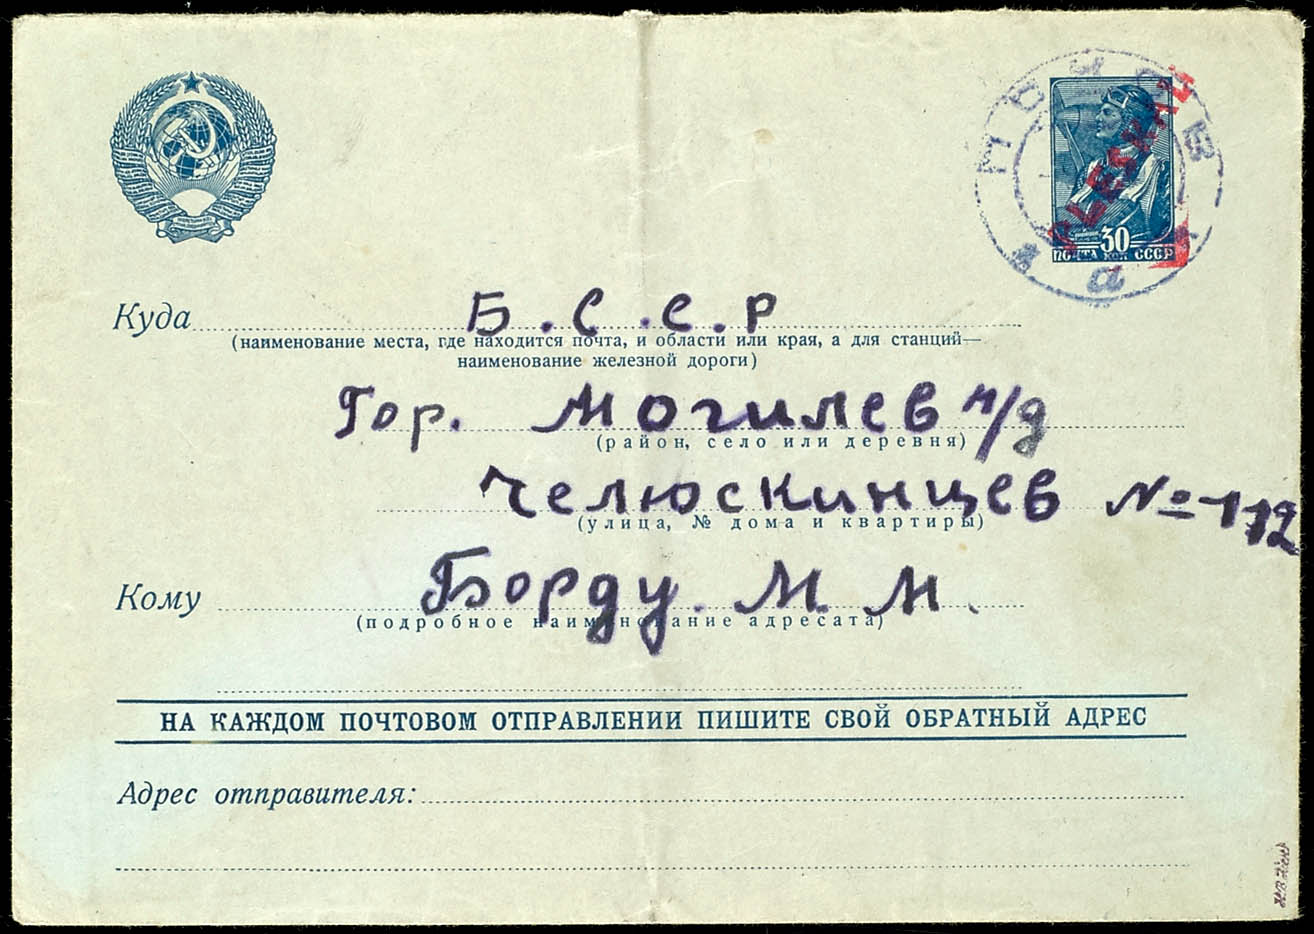 PLESKAU
30
ПОЧТА КОП СССР
Куда Б.С.С.Р
(наименование места, где находится почта, и области или края, а для станций—
наименование железной дороги)
Гор. Могилев н/д
(район, село или деревня)
Челюскинцев № 112
(улица, № дома и квартиры)
Кому Борду. М. М.
(подробное наименование адресата)
НА КАЖДОМ ПОЧТОВОМ ОТПРАВЛЕНИИ ПИШИТЕ СВОЙ ОБРАТНЫЙ АДРЕС
Адрес отправителя: